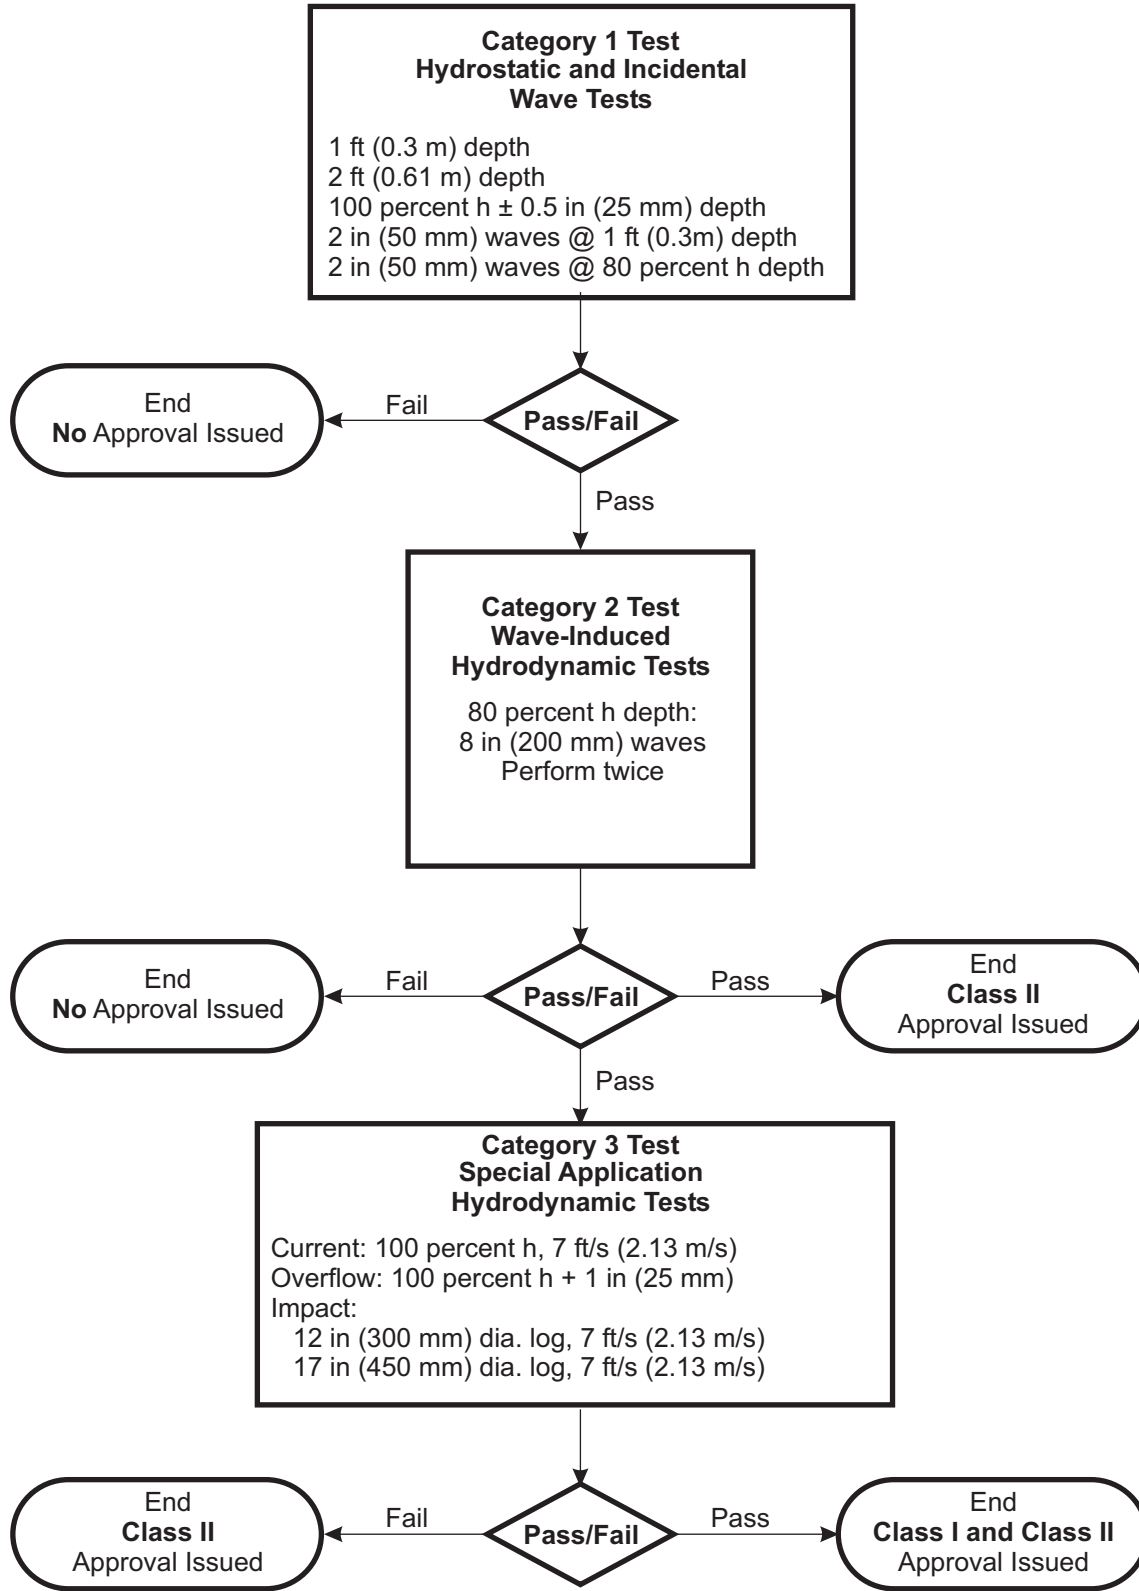 Category 1 Test
Hydrostatic and Incidental
Wave Tests
1 ft (0.3 m) depth
2 ft (0.61 m) depth
100 percent h ± 0.5 in (25 mm) depth
2 in (50 mm) waves @ 1 ft (0.3m) depth
2 in (50 mm) waves @ 80 percent h depth
End
No Approval Issued
Fail
Pass/Fail
Pass
Category 2 Test
Wave-Induced
Hydrodynamic Tests
80 percent h depth:
8 in (200 mm) waves
Perform twice
End
No Approval Issued
Fail
Pass/Fail
Pass
End
Class II
Approval Issued
Pass
Category 3 Test
Special Application
Hydrodynamic Tests
Current: 100 percent h, 7 ft/s (2.13 m/s)
Overflow: 100 percent h + 1 in (25 mm)
Impact:
12 in (300 mm) dia. log, 7 ft/s (2.13 m/s)
17 in (450 mm) dia. log, 7 ft/s (2.13 m/s)
End
Class II
Approval Issued
Fail
Pass/Fail
Pass
End
Class I and Class II
Approval Issued